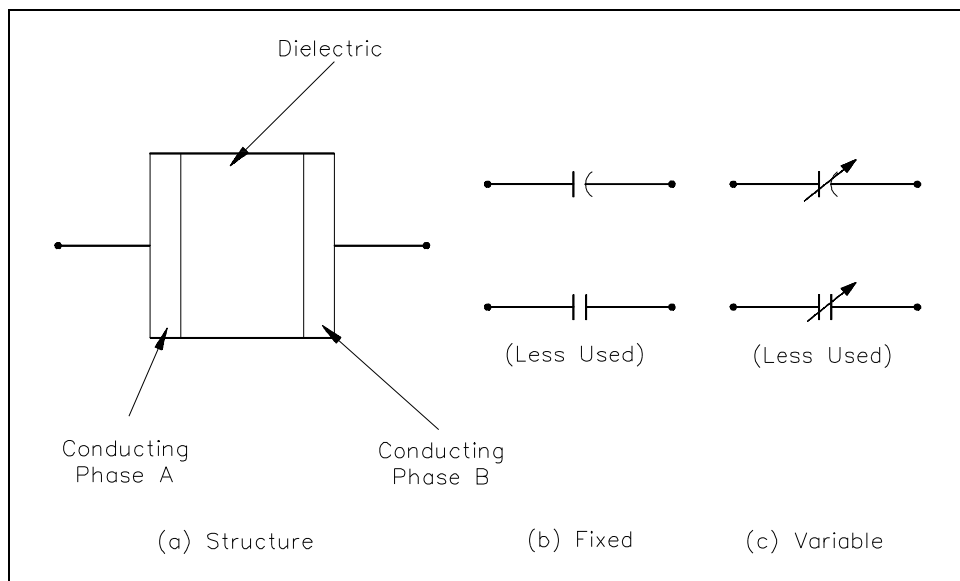 Dielectric
(Less Used)
(Less Used)
Conducting
Phase A
Conducting
Phase B
(a) Structure
(b) Fixed
(c) Variable